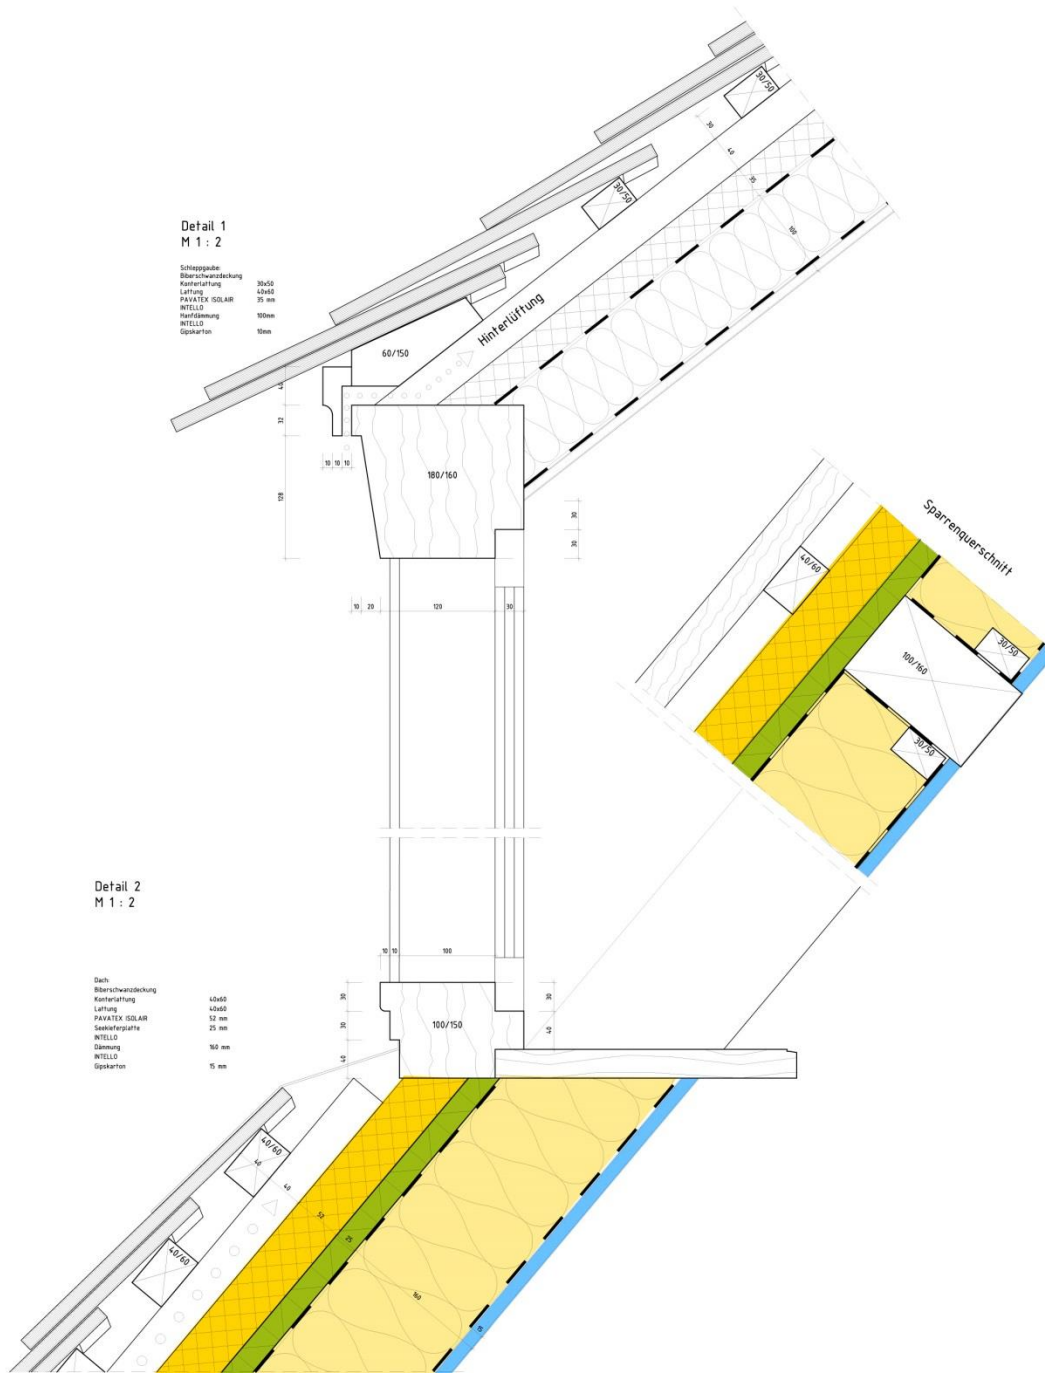 30/50
30
40
35
100
30/50
Detail 1
M 1 : 2
Schleppgaube:
Biberschwanzdeckung
Konterlattung 30x50
Lattung 40x60
PAVATEX ISOLAIR 35 mm
INTELLO
Hanfdämmung 100mm
INTELLO
Gipskarton 10mm
Hinterlüftung
60/150
40
32
10 10 10
128
180/160
30
30
10 20 120 30
Sparrenquerschnitt
40/60
30/50
100/160
30/50
Detail 2
M 1 : 2
10 10 100
Dach:
Biberschwanzdeckung
Konterlattung 40x60
Lattung 40x60
PAVATEX ISOLAIR 52 mm
Seekieferplatte 25 mm
INTELLO
Dämmung 160 mm
INTELLO
Gipskarton 15 mm
30
30
40
100/150
30
40
40/60
40
40
52
25
40/60
160
15